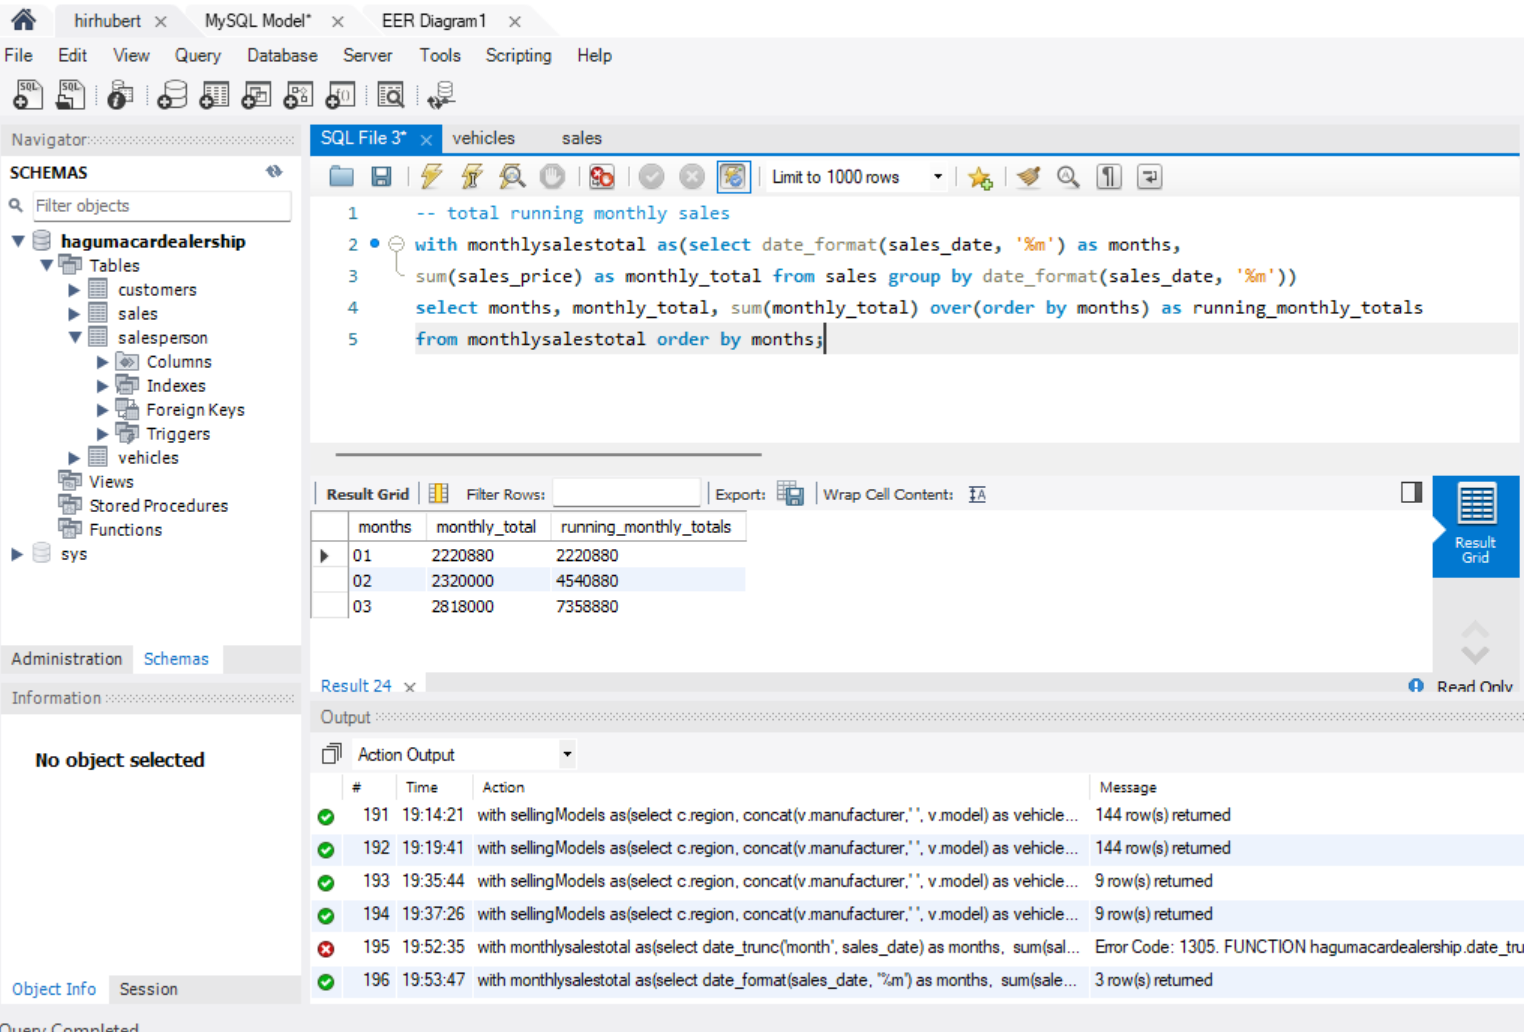 hirhubert
MySQL Model*
EER Diagram1
File Edit View Query Database Server Tools Scripting Help
Navigator
SCHEMAS
Filter objects
hagumacardealership
Tables
customers
sales
salesperson
Columns
Indexes
Foreign Keys
Triggers
vehicles
Views
Stored Procedures
Functions
sys
Administration Schemas
Information
No object selected
Object Info Session
Query Completed
SQL File 3* vehicles sales
Limit to 1000 rows
1 -- total running monthly sales
2 with monthlysalestotal as(select date_format(sales_date, '%m') as months,
3 sum(sales_price) as monthly_total from sales group by date_format(sales_date, '%m'))
4 select months, monthly_total, sum(monthly_total) over(order by months) as running_monthly_totals
5 from monthlysalestotal order by months;
Result Grid Filter Rows: Export: Wrap Cell Content:
months monthly_total running_monthly_totals
01 2220880 2220880
02 2320000 4540880
03 2818000 7358880
Result
Grid
Result 24
Read Only
Output
Action Output
# Time Action Message
191 19:14:21 with sellingModels as(select c.region, concat(v.manufacturer,' ', v.model) as vehicle... 144 row(s) returned
192 19:19:41 with sellingModels as(select c.region, concat(v.manufacturer,' ', v.model) as vehicle... 144 row(s) returned
193 19:35:44 with sellingModels as(select c.region, concat(v.manufacturer,' ', v.model) as vehicle... 9 row(s) returned
194 19:37:26 with sellingModels as(select c.region, concat(v.manufacturer,' ', v.model) as vehicle... 9 row(s) returned
195 19:52:35 with monthlysalestotal as(select date_trunc('month', sales_date) as months, sum(sal... Error Code: 1305. FUNCTION hagumacardealership.date_tru
196 19:53:47 with monthlysalestotal as(select date_format(sales_date, '%m') as months, sum(sale... 3 row(s) returned